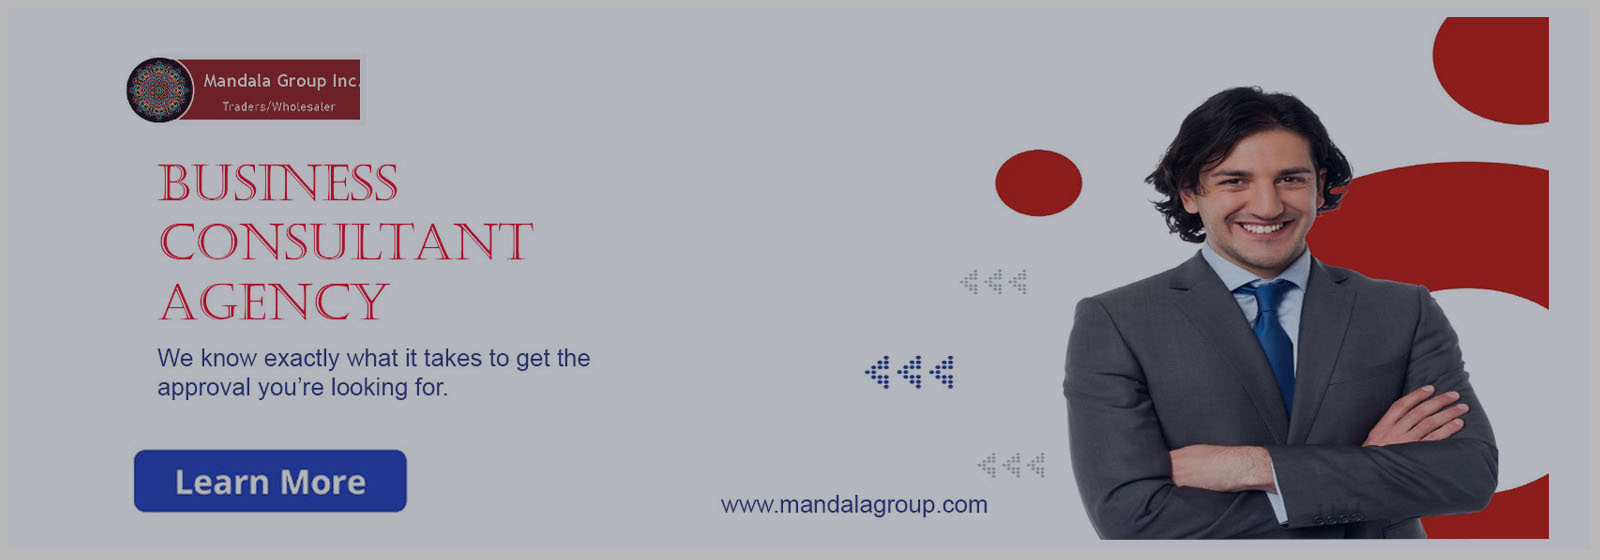 Mandala Group Inc.
Traders/Wholesaler
BUSINESS
CONSULTANT
AGENCY
We know exactly what it takes to get the
approval you’re looking for.
Learn More
www.mandalagroup.com